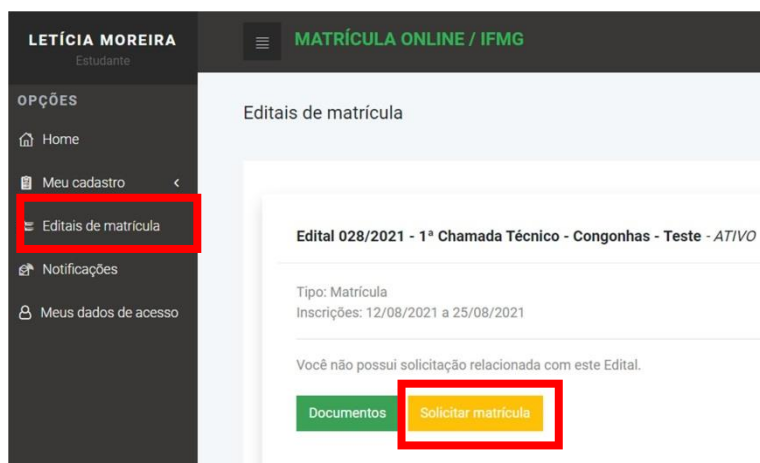 LETÍCIA MOREIRA
Estudante
OPÇÕES
Home
Meu cadastro
Editais de matrícula
Notificações
Meus dados de acesso
MATRÍCULA ONLINE / IFMG
Editais de matrícula
Edital 028/2021 - 1ª Chamada Técnico - Congonhas - Teste - ATIVO
Tipo: Matrícula
Inscrições: 12/08/2021 a 25/08/2021
Você não possui solicitação relacionada com este Edital.
Documentos
Solicitar matrícula